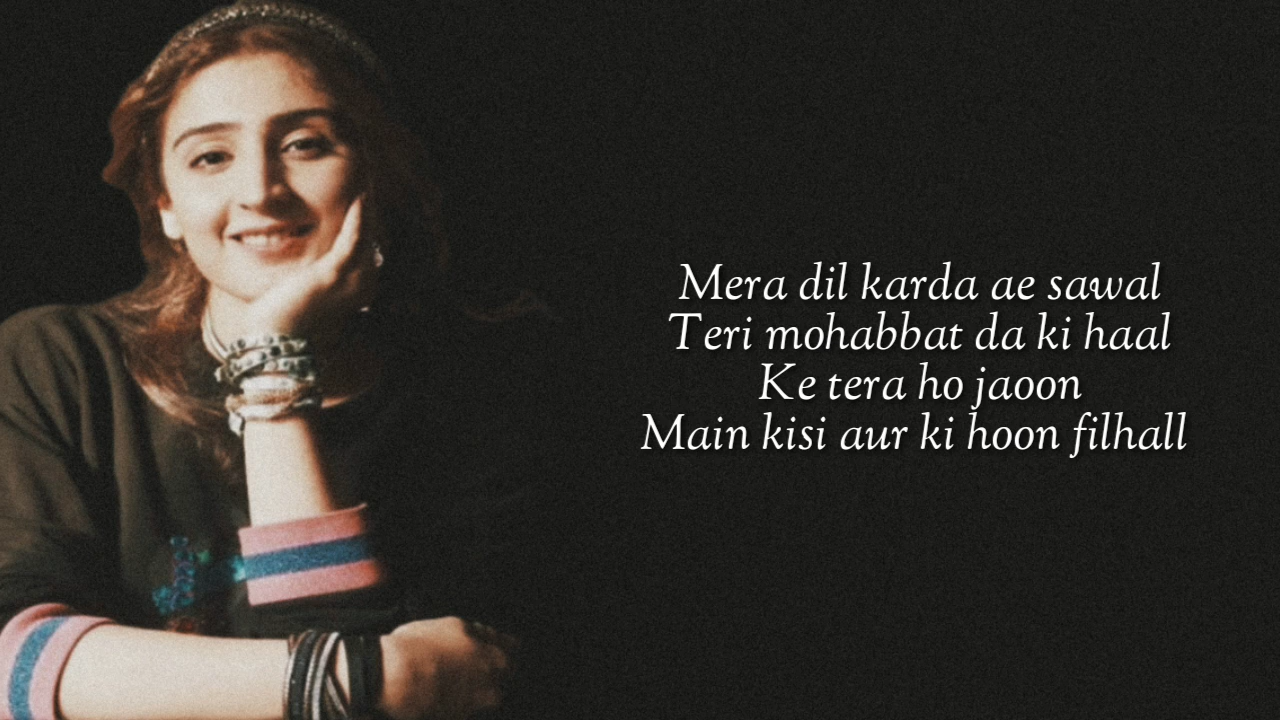 Mera dil karda ae sawal
Teri mohabbat da ki haal
Ke tera ho jaoon
Main kisi aur ki hoon filhall